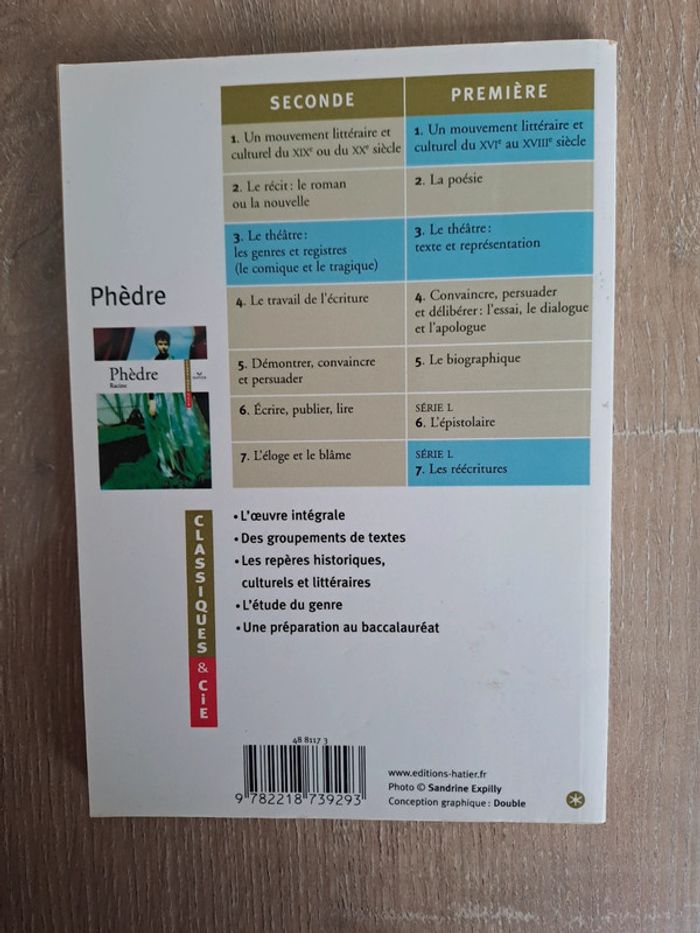 SECONDE
PREMIÈRE
1. Un mouvement littéraire et
culturel du XIXe ou du XXe siècle
1. Un mouvement littéraire et
culturel du XVIe au XVIIIe siècle
2. Le récit : le roman
ou la nouvelle
2. La poésie
3. Le théâtre :
les genres et registres
(le comique et le tragique)
3. Le théâtre :
texte et représentation
4. Le travail de l'écriture
4. Convaincre, persuader
et délibérer : l'essai, le dialogue
et l'apologue
5. Démontrer, convaincre
et persuader
5. Le biographique
6. Écrire, publier, lire
SÉRIE L
6. L'épistolaire
7. L'éloge et le blâme
SÉRIE L
7. Les réécritures
Phèdre
Phèdre
Racine
HATIER
• L'œuvre intégrale
• Des groupements de textes
• Les repères historiques,
culturels et littéraires
• L'étude du genre
• Une préparation au baccalauréat
CLASSIQUES & CiE
48 8117 3
9 782218 739293
www.editions-hatier.fr
Photo © Sandrine Expilly
Conception graphique : Double